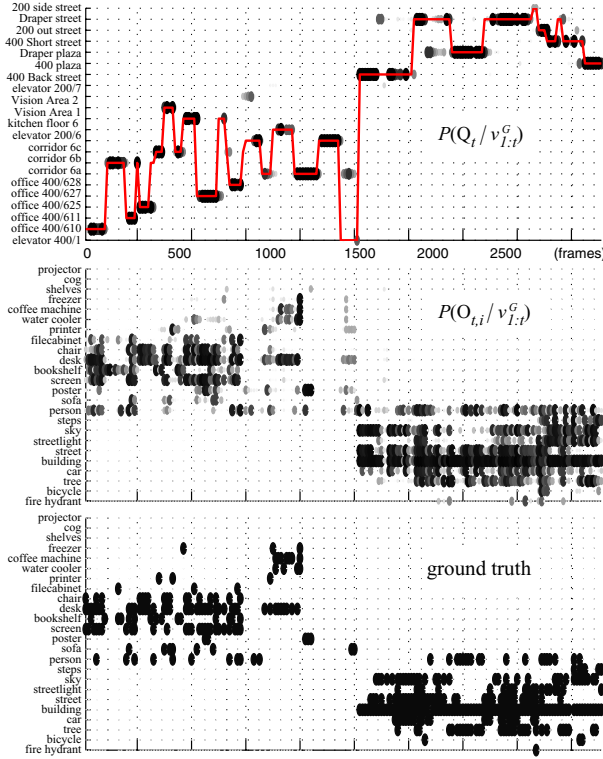 200 side street
Draper street
200 out street
400 Short street
Draper plaza
400 plaza
400 Back street
elevator 200/7
Vision Area 2
Vision Area 1
kitchen floor 6
elevator 200/6
corridor 6c
corridor 6b
corridor 6a
office 400/628
office 400/627
office 400/625
office 400/611
office 400/610
elevator 400/1
P(Q_t / v^G_{1:t})
0 500 1000 1500 2000 2500 (frames)
projector
cog
shelves
freezer
coffee machine
water cooler
printer
filecabinet
chair
desk
bookshelf
screen
poster
sofa
person
steps
sky
streetlight
street
building
car
tree
bicycle
fire hydrant
P(O_{t,i} / v^G_{1:t})
projector
cog
shelves
freezer
coffee machine
water cooler
printer
filecabinet
chair
desk
bookshelf
screen
poster
sofa
person
steps
sky
streetlight
street
building
car
tree
bicycle
fire hydrant
ground truth